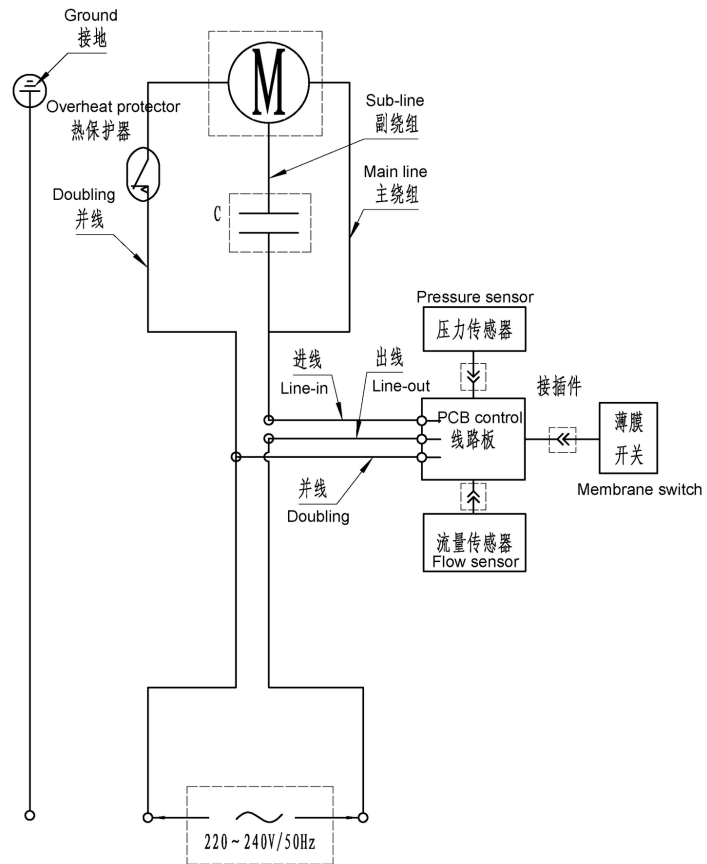 Ground
接地
M
Overheat protector
热保护器
Sub-line
副绕组
Main line
主绕组
Doubling
并线
C
Pressure sensor
压力传感器
进线
Line-in
出线
Line-out
接插件
PCB control
线路板
薄膜
开关
Membrane switch
并线
Doubling
流量传感器
Flow sensor
220~240V/50Hz